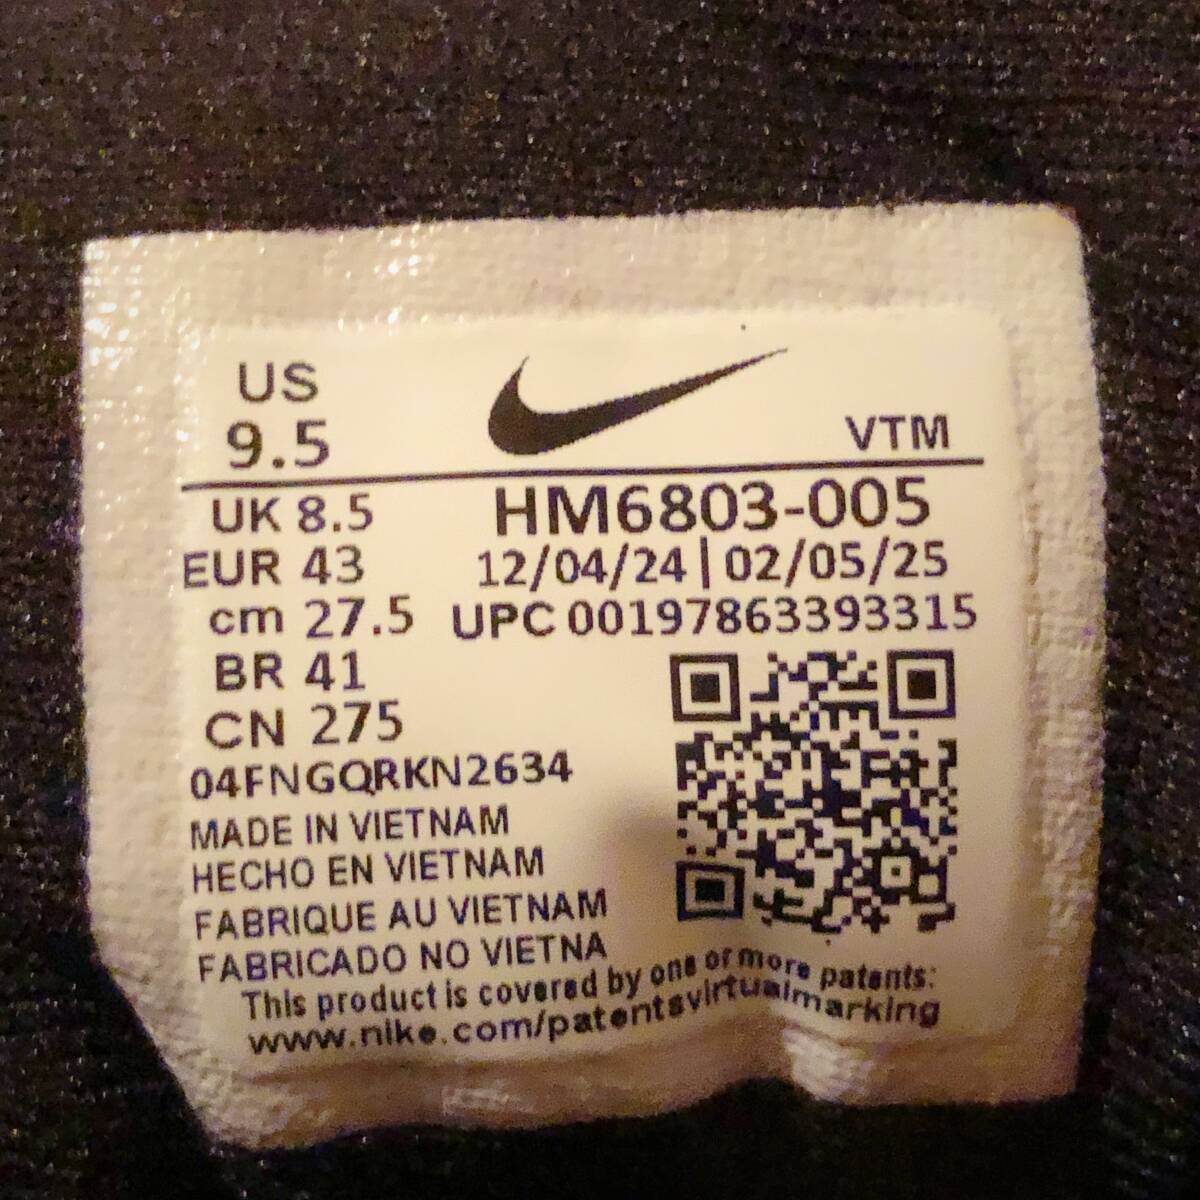 US
9.5
VTM
UK 8.5
HM6803-005
EUR 43
12/04/24|02/05/25
cm 27.5
UPC 00197863393315
BR 41
CN 275
04FNGQRKN2634
MADE IN VIETNAM
HECHO EN VIETNAM
FABRIQUE AU VIETNAM
FABRICADO NO VIETNA
This product is covered by one or more patents:
www.nike.com/patentsvirtualmarking